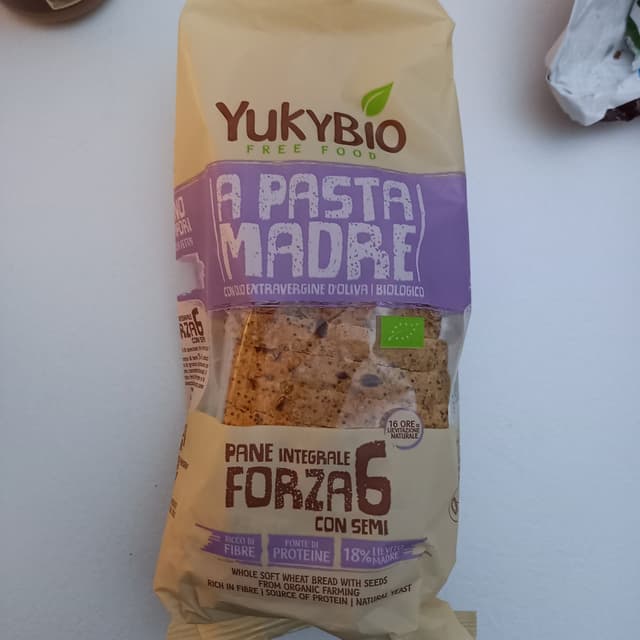 YUKYBIO
FREE FOOD
A PASTA
MADRE
CON OLIO EXTRAVERGINE D'OLIVA | BIOLOGICO
16 ORE DI
LIEVITAZIONE
NATURALE
PANE INTEGRALE
FORZA6
CON SEMI
RICCO DI
FIBRE
FONTE DI
PROTEINE
18% LIEVITO
MADRE
WHOLE SOFT WHEAT BREAD WITH SEEDS
FROM ORGANIC FARMING
RICH IN FIBRE | SOURCE OF PROTEIN | NATURAL YEAST